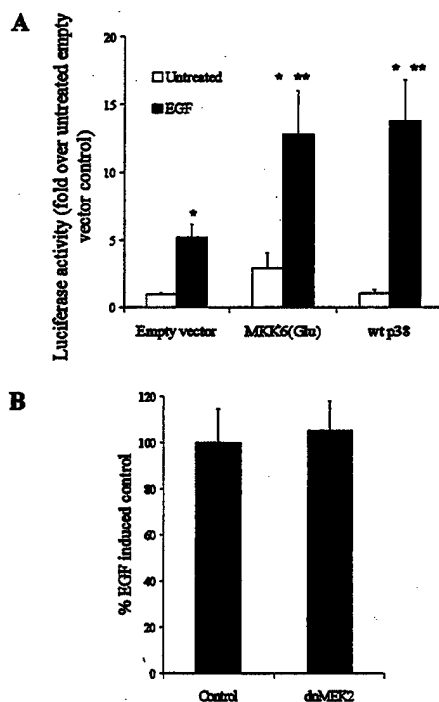 A
Luciferase activity (fold over untreated empty
vector control)
20
15
10
5
0
Untreated
EGF
*
* **
* **
Empty vector
MKK6(Glu)
wt p38
B
% EGF induced control
120
100
80
60
40
20
0
Control
dnMEK2